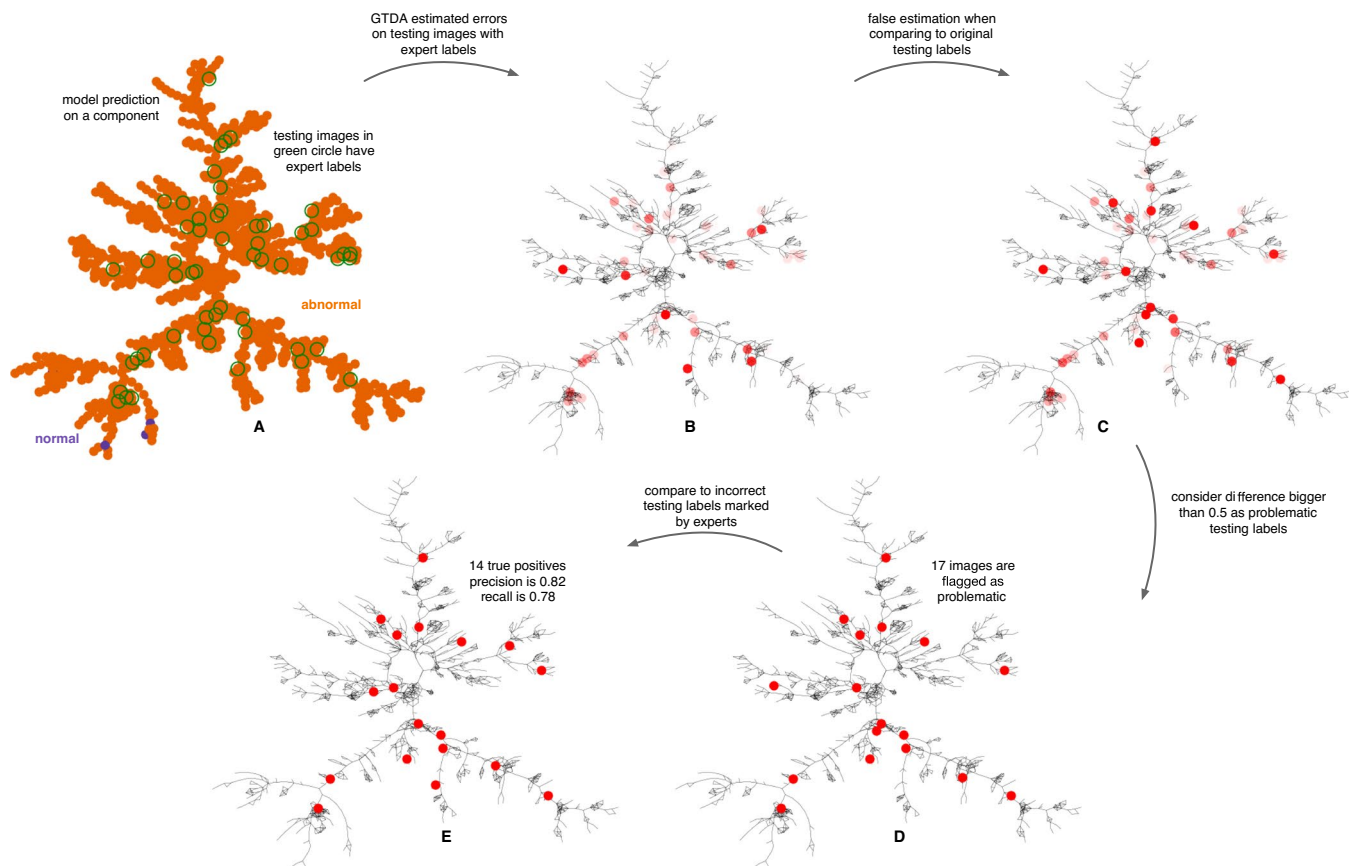 GTDA estimated errors
on testing images with
expert labels
false estimation when
comparing to original
testing labels
model prediction
on a component
testing images in
green circle have
expert labels
abnormal
normal
A
B
C
compare to incorrect
testing labels marked
by experts
consider difference bigger
than 0.5 as problematic
testing labels
14 true positives
precision is 0.82
recall is 0.78
17 images are
flagged as
problematic
E
D